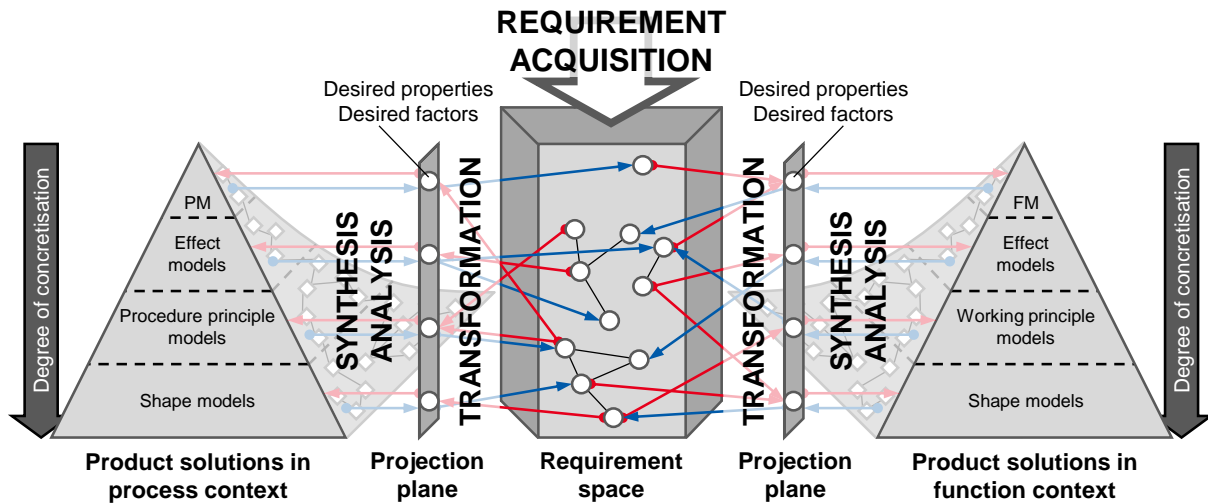 REQUIREMENT
ACQUISITION
Desired properties
Desired factors
Desired properties
Desired factors
Degree of concretisation
PM
Effect
models
Procedure principle
models
Shape models
SYNTHESIS
ANALYSIS
TRANSFORMATION
TRANSFORMATION
SYNTHESIS
ANALYSIS
FM
Effect
models
Working principle
models
Shape models
Degree of concretisation
Product solutions in
process context
Projection
plane
Requirement
space
Projection
plane
Product solutions in
function context